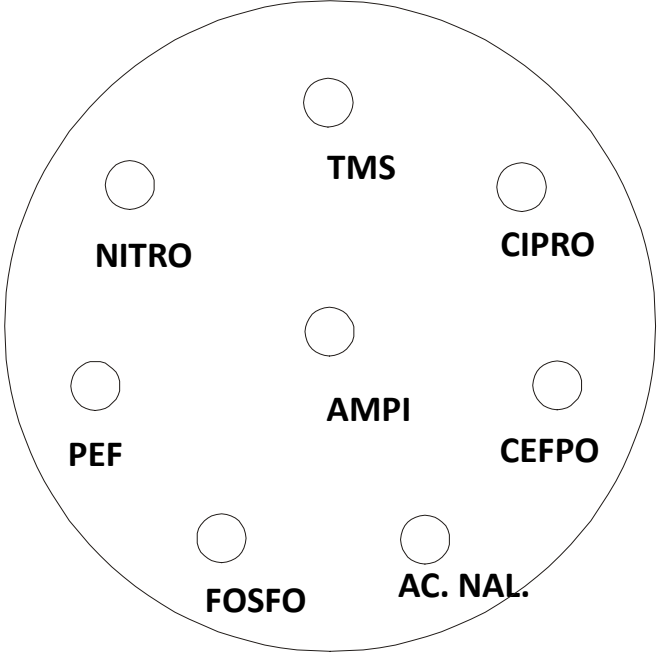 TMS
NITRO
CIPRO
AMPI
PEF
CEFPO
FOSFO
AC. NAL.